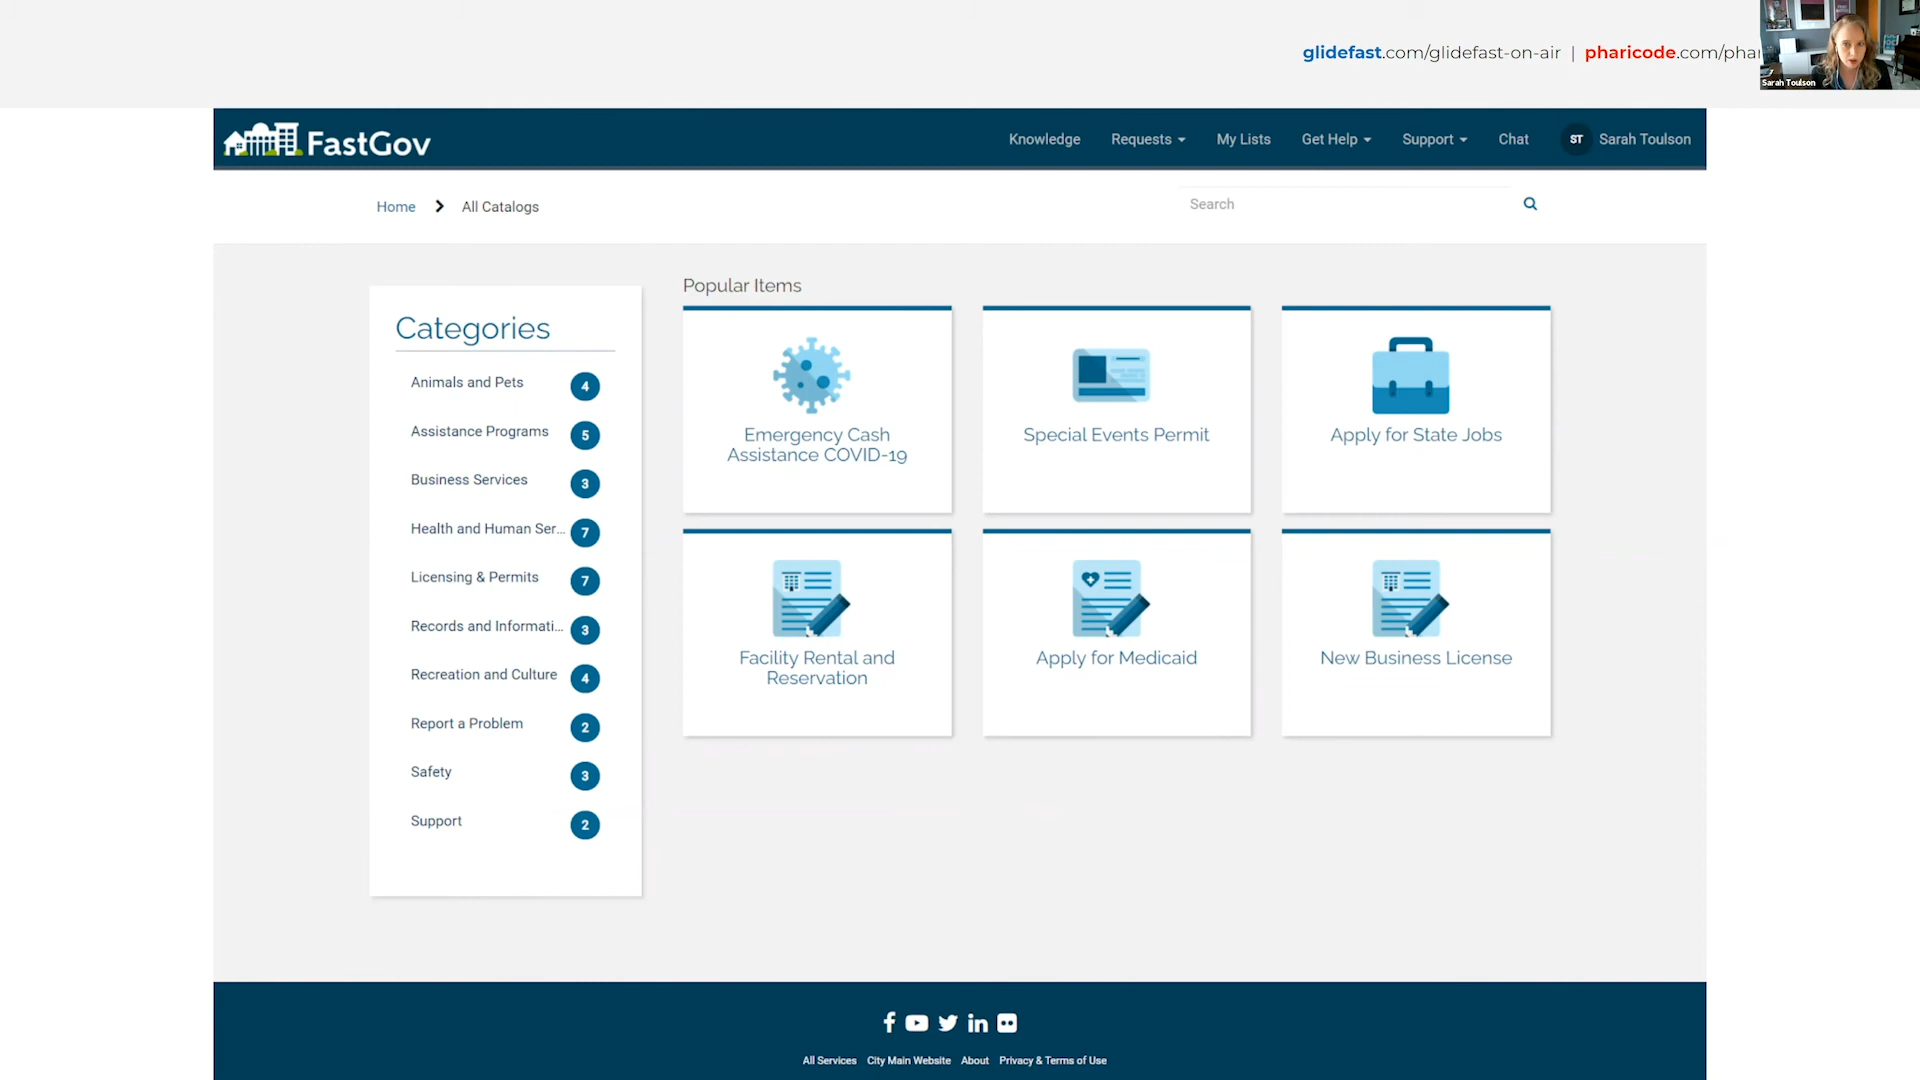 glidefast.com/glidefast-on-air | pharicode.com/phar
Sarah Toulson
FastGov
Knowledge Requests My Lists Get Help Support Chat ST Sarah Toulson
Home All Catalogs
Search
Categories
Animals and Pets 4
Assistance Programs 5
Business Services 3
Health and Human Ser... 7
Licensing & Permits 7
Records and Informati... 3
Recreation and Culture 4
Report a Problem 2
Safety 3
Support 2
Popular Items
Emergency Cash
Assistance COVID-19
Special Events Permit
Apply for State Jobs
Facility Rental and
Reservation
Apply for Medicaid
New Business License
All Services City Main Website About Privacy & Terms of Use